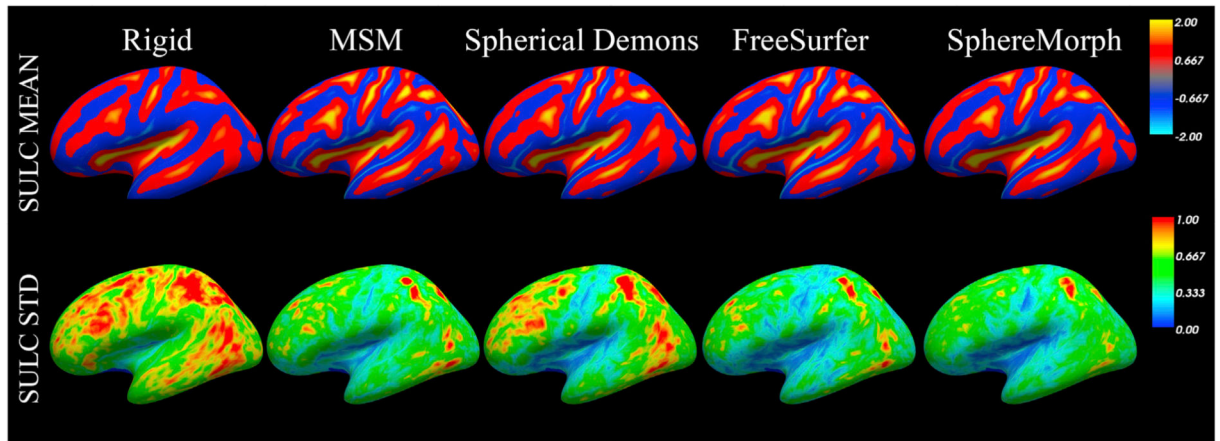 Rigid MSM Spherical Demons FreeSurfer SphereMorph
SULC MEAN
2.00
0.667
-0.667
-2.00
SULC STD
1.00
0.667
0.333
0.00